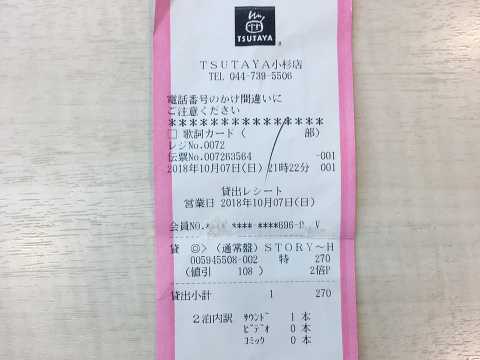 TSUTAYA
TSUTAYA小杉店
TEL 044-739-5506
電話番号のかけ間違いに
ご注意ください
***************
□ 歌詞カード（ 部）
レジNo.0072
伝票No.007263564 -001
2018年10月07日(日) 21時22分 001
貸出レシート
営業日 2018年10月07日(日)
会員NO.**** ****-****696-P V
貸 ◎> (通常盤) STORY～H
005945508-002 特 270
(値引 108 ) 2倍P
貸出小計 1 270
2泊内訳 ｻｳﾝﾄﾞ 1 本
ﾋﾞﾃﾞｵ 0 本
ｺﾐｯｸ 0 本